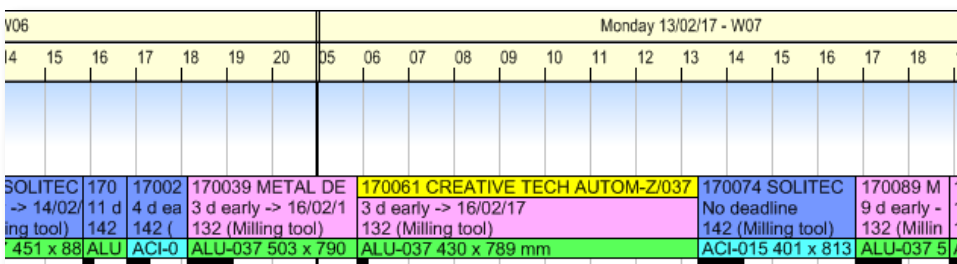 W06 Monday 13/02/17 - W07
14 15 16 17 18 19 20 05 06 07 08 09 10 11 12 13 14 15 16 17 18
SOLITEC 170 17002 170039 METAL DE 170061 CREATIVE TECH AUTOM-Z/037 170074 SOLITEC 170089 M
-> 14/02/ 11 d 4 d ea 3 d early -> 16/02/1 3 d early -> 16/02/17 No deadline 9 d early -
ing tool) 142 142 ( 132 (Milling tool) 132 (Milling tool) 142 (Milling tool) 132 (Millin
451 x 88 ALU ACI-0 ALU-037 503 x 790 ALU-037 430 x 789 mm ACI-015 401 x 813 ALU-037 5